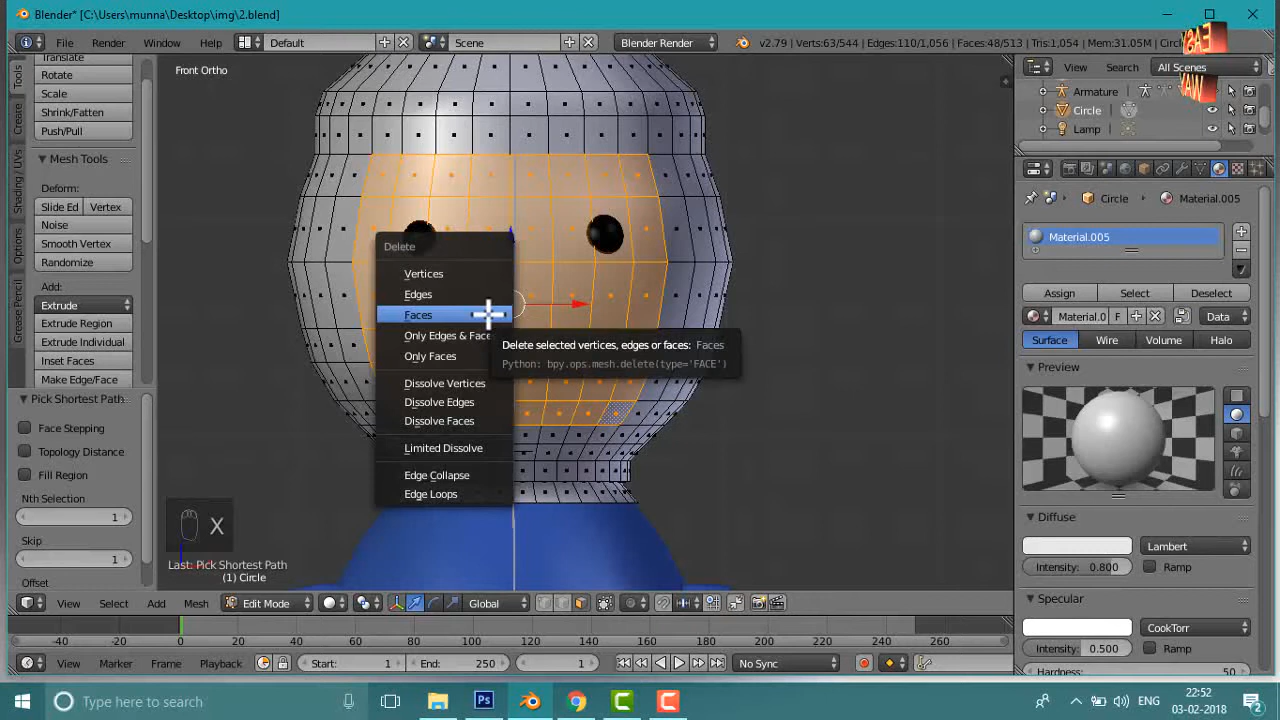 Blender* [C:\Users\munna\Desktop\img\2.blend]
File Render Window Help Default Scene Blender Render v2.79 | Verts:63/544 | Edges:110/1,056 | Faces:48/513 | Tris:1,054 | Mem:31.05M | Circ
EASY
WAY
Tools
Create
Shading / UVs
Options
Grease Pencil
Translate
Rotate
Scale
Shrink/Fatten
Push/Pull
Mesh Tools
Deform:
Slide Ed Vertex
Noise
Smooth Vertex
Randomize
Add:
Extrude
Extrude Region
Extrude Individual
Inset Faces
Make Edge/Face
Pick Shortest Path
Face Stepping
Topology Distance
Fill Region
Nth Selection
1
Skip
1
Offset
Front Ortho
Delete
Vertices
Edges
Faces
Only Edges & Face
Only Faces
Dissolve Vertices
Dissolve Edges
Dissolve Faces
Limited Dissolve
Edge Collapse
Edge Loops
Delete selected vertices, edges or faces: Faces
Python: bpy.ops.mesh.delete(type='FACE')
X
Last: Pick Shortest Path
(1) Circle
View Search All Scenes
Armature
Circle
Lamp
Circle Material.005
Material.005
Assign Select Deselect
Material.0 F Data
Surface Wire Volume Halo
Preview
Diffuse
Lambert
Intensity: 0.800 Ramp
Specular
CookTorr
Intensity: 0.500 Ramp
Hardness: 50
View Select Add Mesh Edit Mode Global
-40 -20 0 20 40 60 80 100 120 140 160 180 200 220 240 260
View Marker Frame Playback Start: 1 End: 250 1 No Sync
Type here to search
ENG
22:52
03-02-2018
2